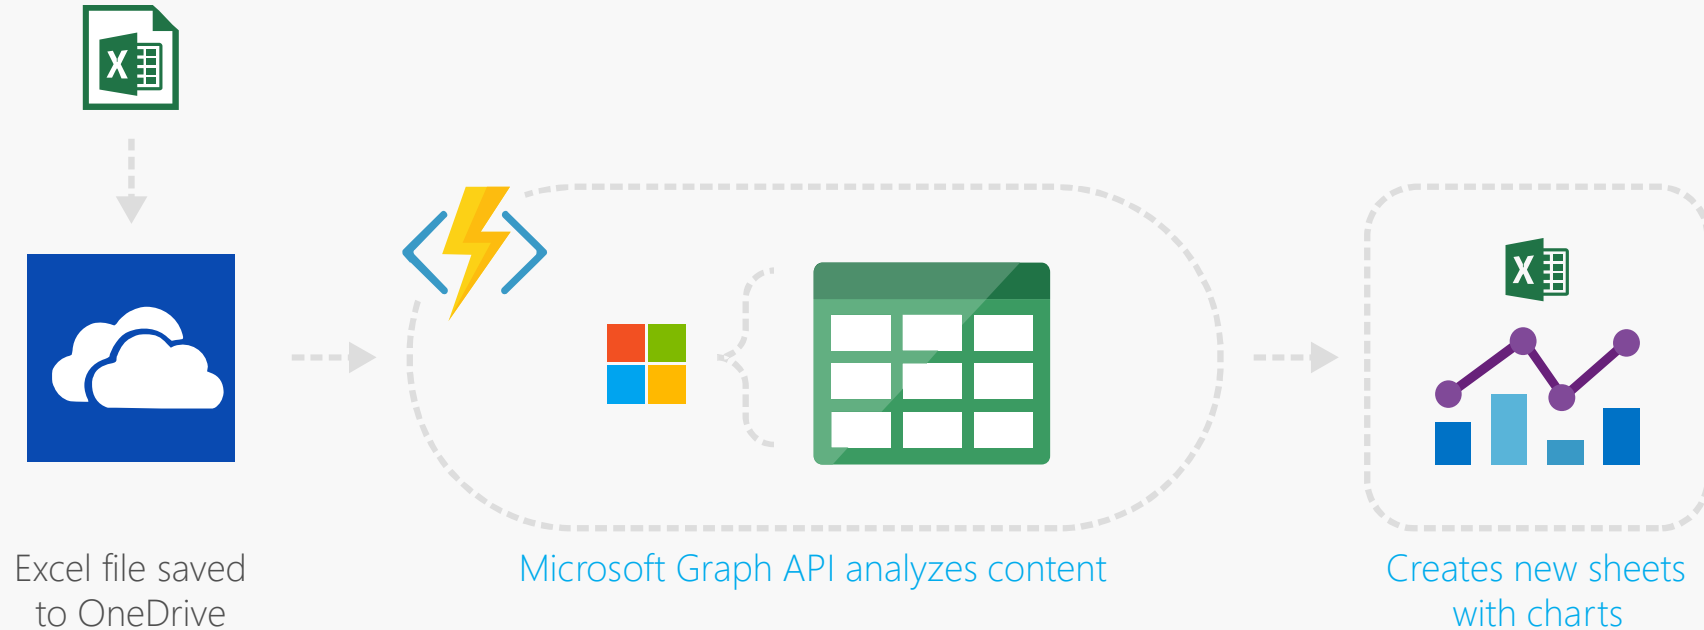 X
X
Excel file saved
to OneDrive
Microsoft Graph API analyzes content
Creates new sheets
with charts